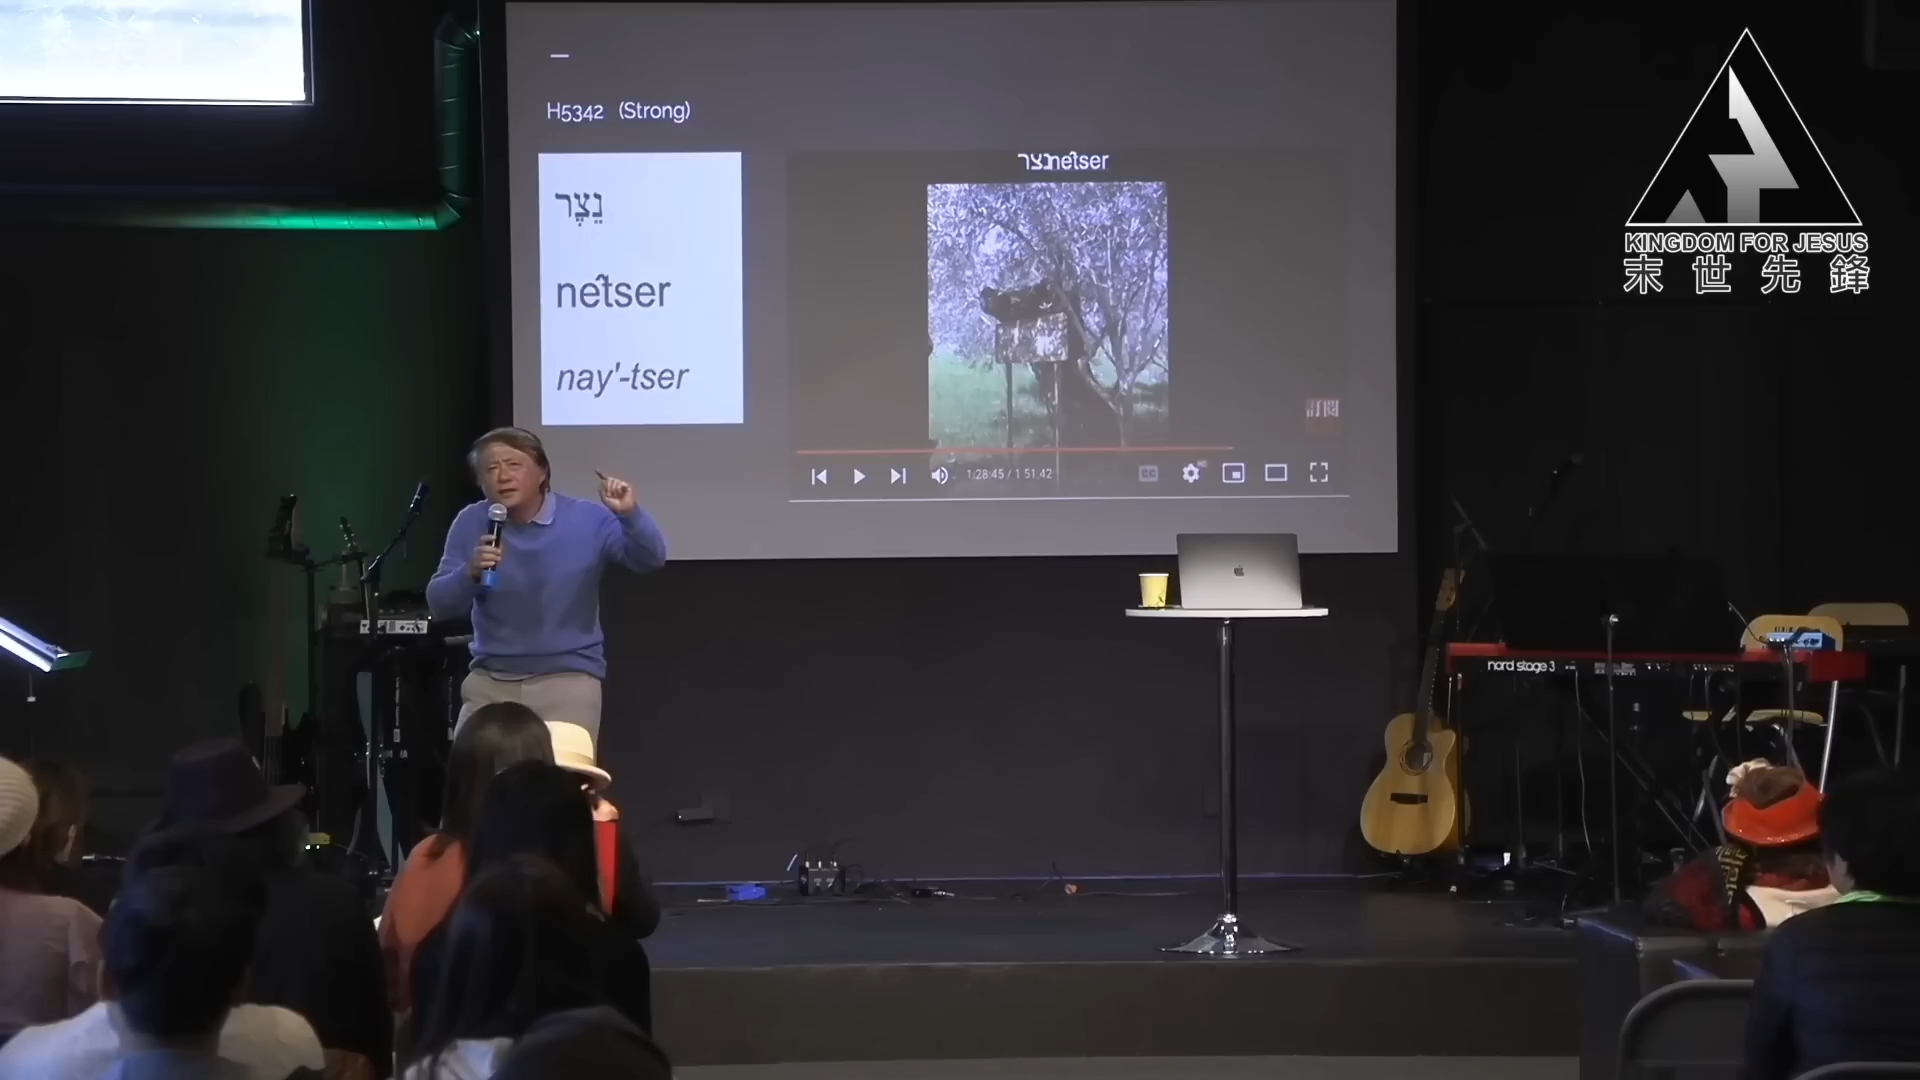 H5342 (Strong)
נֵצֶר
nêtser
nay'-tser
נצרnêtser
1:28:45 / 1:51:42
CC
KINGDOM FOR JESUS
末世先鋒
nord stage 3